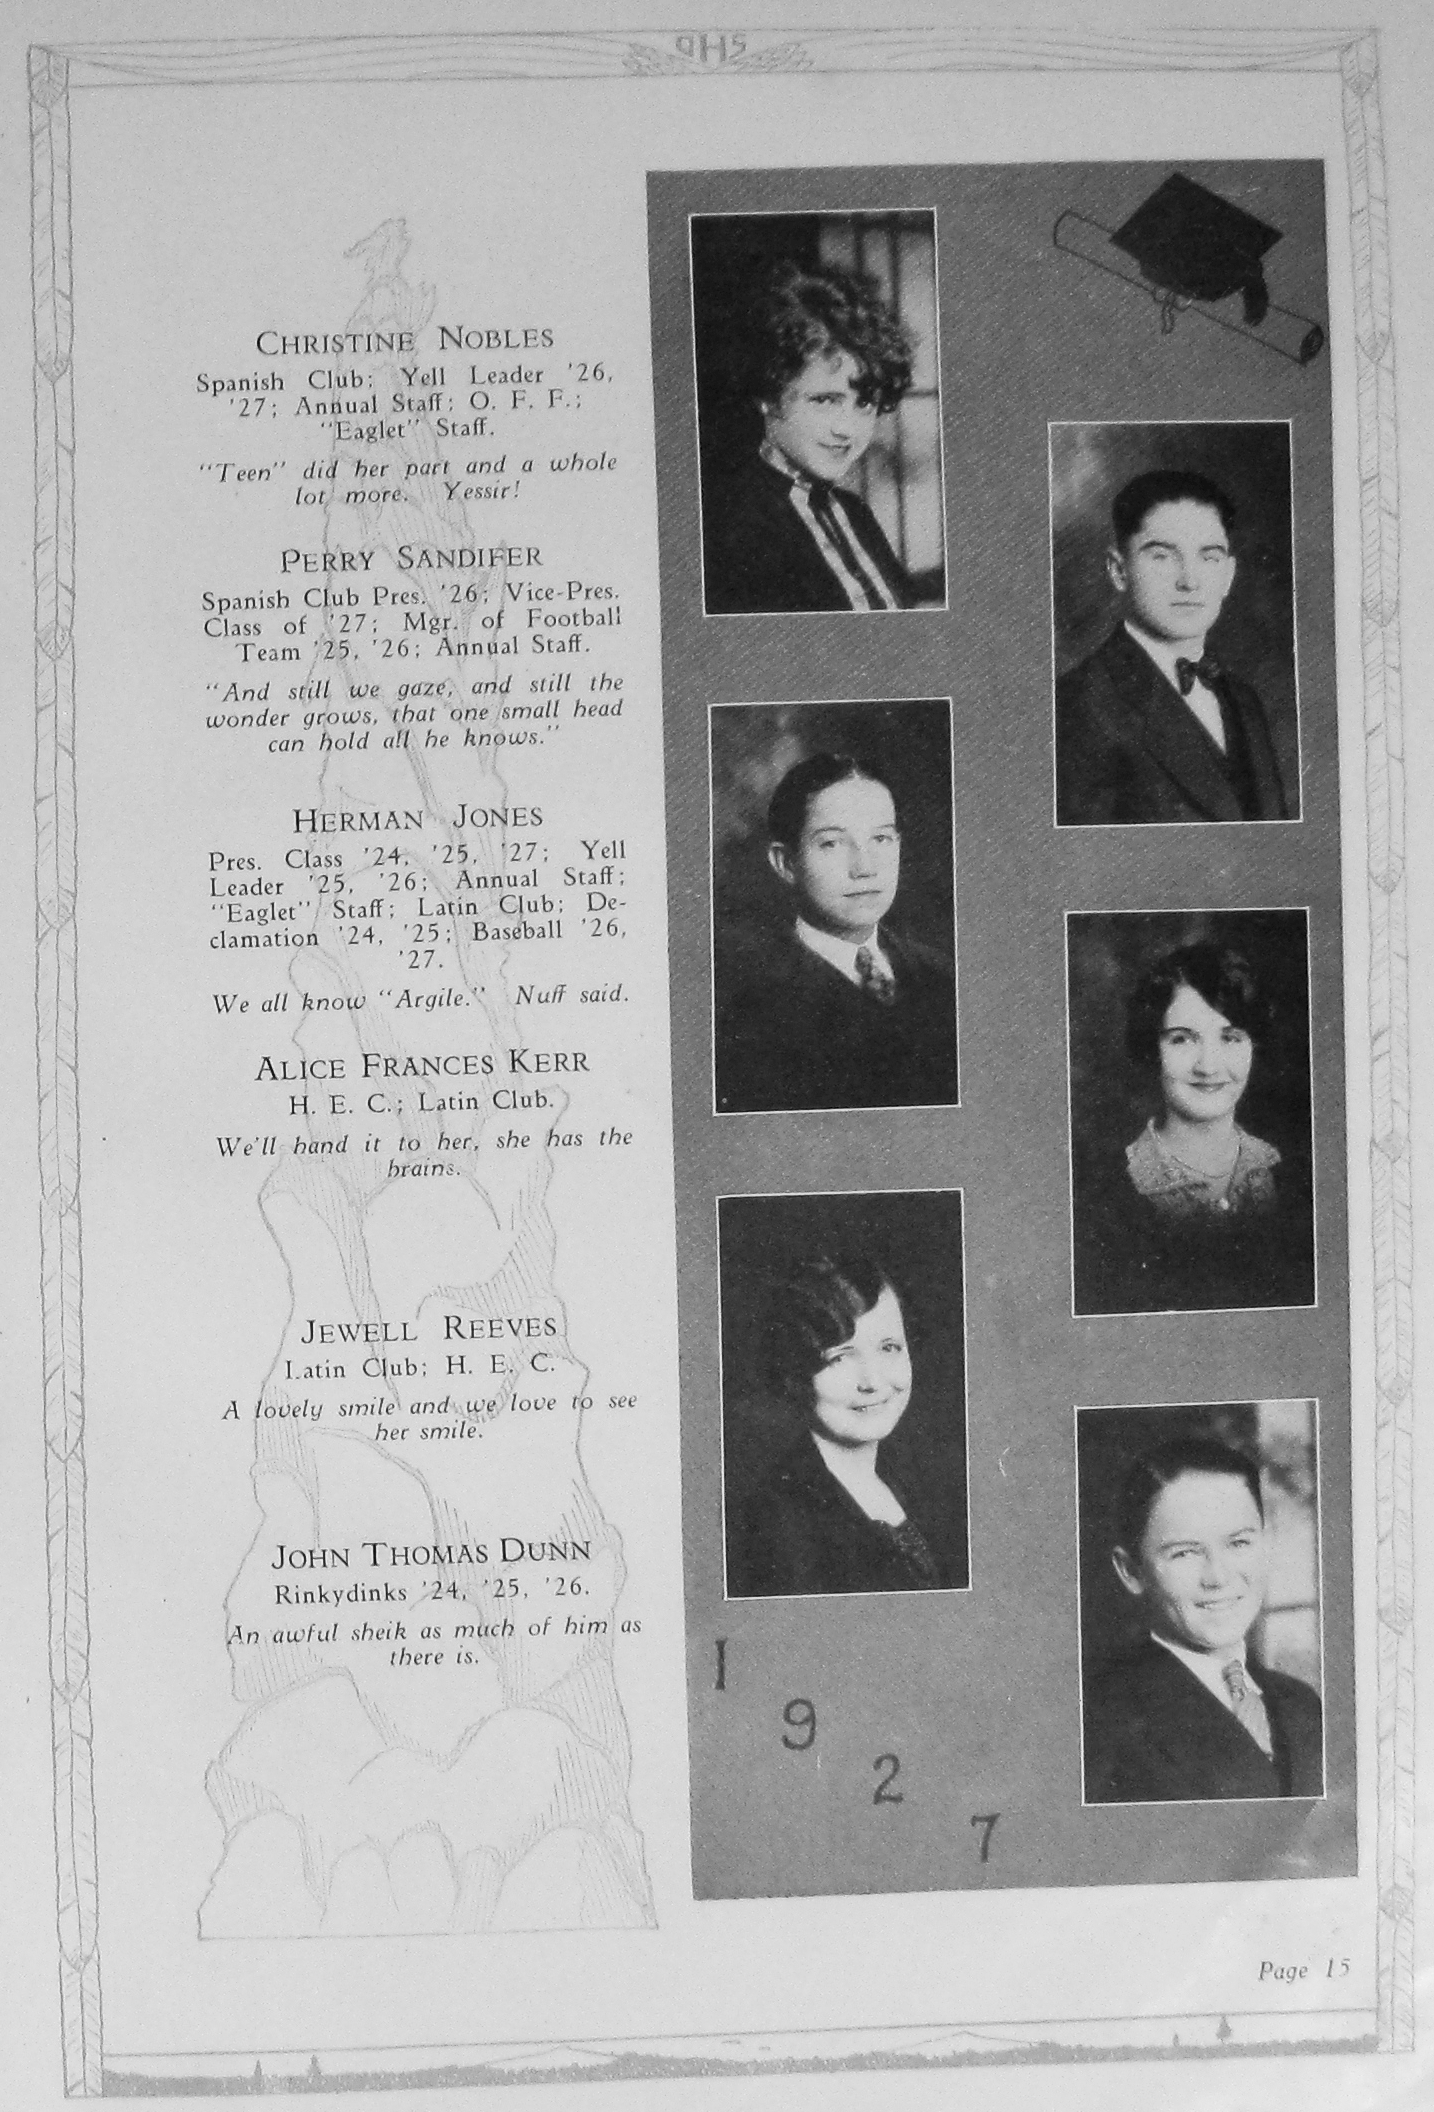 OHS
CHRISTINE NOBLES
Spanish Club; Yell Leader '26,
'27; Annual Staff; O. F. F.;
"Eaglet" Staff.
"Teen" did her part and a whole
lot more. Yessir!
PERRY SANDIFER
Spanish Club Pres. '26; Vice-Pres.
Class of '27; Mgr. of Football
Team '25, '26; Annual Staff.
"And still we gaze, and still the
wonder grows, that one small head
can hold all he knows."
HERMAN JONES
Pres. Class '24, '25, '27; Yell
Leader '25, '26; Annual Staff;
"Eaglet" Staff; Latin Club; De-
clamation '24, '25; Baseball '26,
'27.
We all know "Argile." Nuff said.
ALICE FRANCES KERR
H. E. C.; Latin Club.
We'll hand it to her, she has the
brains.
JEWELL REEVES
Latin Club; H. E. C.
A lovely smile and we love to see
her smile.
JOHN THOMAS DUNN
Rinkydinks '24, '25, '26.
An awful sheik as much of him as
there is.
1
9
2
7
Page 15